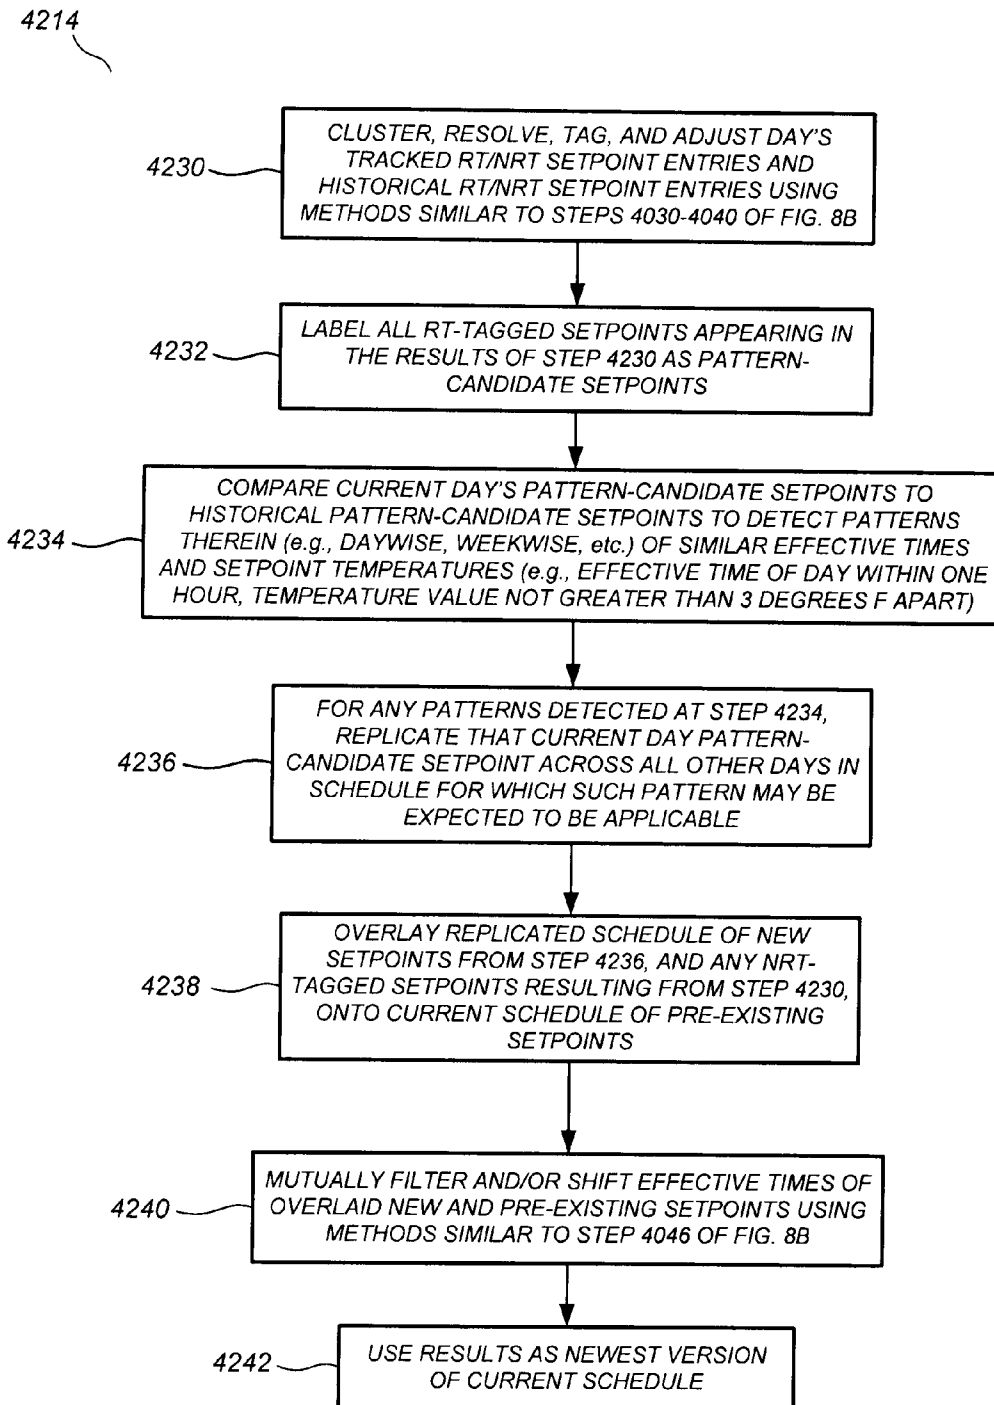 4214
4230
CLUSTER, RESOLVE, TAG, AND ADJUST DAY'S
TRACKED RT/NRT SETPOINT ENTRIES AND
HISTORICAL RT/NRT SETPOINT ENTRIES USING
METHODS SIMILAR TO STEPS 4030-4040 OF FIG. 8B
4232
LABEL ALL RT-TAGGED SETPOINTS APPEARING IN
THE RESULTS OF STEP 4230 AS PATTERN-
CANDIDATE SETPOINTS
4234
COMPARE CURRENT DAY'S PATTERN-CANDIDATE SETPOINTS TO
HISTORICAL PATTERN-CANDIDATE SETPOINTS TO DETECT PATTERNS
THEREIN (e.g., DAYWISE, WEEKWISE, etc.) OF SIMILAR EFFECTIVE TIMES
AND SETPOINT TEMPERATURES (e.g., EFFECTIVE TIME OF DAY WITHIN ONE
HOUR, TEMPERATURE VALUE NOT GREATER THAN 3 DEGREES F APART)
4236
FOR ANY PATTERNS DETECTED AT STEP 4234,
REPLICATE THAT CURRENT DAY PATTERN-
CANDIDATE SETPOINT ACROSS ALL OTHER DAYS IN
SCHEDULE FOR WHICH SUCH PATTERN MAY BE
EXPECTED TO BE APPLICABLE
4238
OVERLAY REPLICATED SCHEDULE OF NEW
SETPOINTS FROM STEP 4236, AND ANY NRT-
TAGGED SETPOINTS RESULTING FROM STEP 4230,
ONTO CURRENT SCHEDULE OF PRE-EXISTING
SETPOINTS
4240
MUTUALLY FILTER AND/OR SHIFT EFFECTIVE TIMES OF
OVERLAID NEW AND PRE-EXISTING SETPOINTS USING
METHODS SIMILAR TO STEP 4046 OF FIG. 8B
4242
USE RESULTS AS NEWEST VERSION
OF CURRENT SCHEDULE